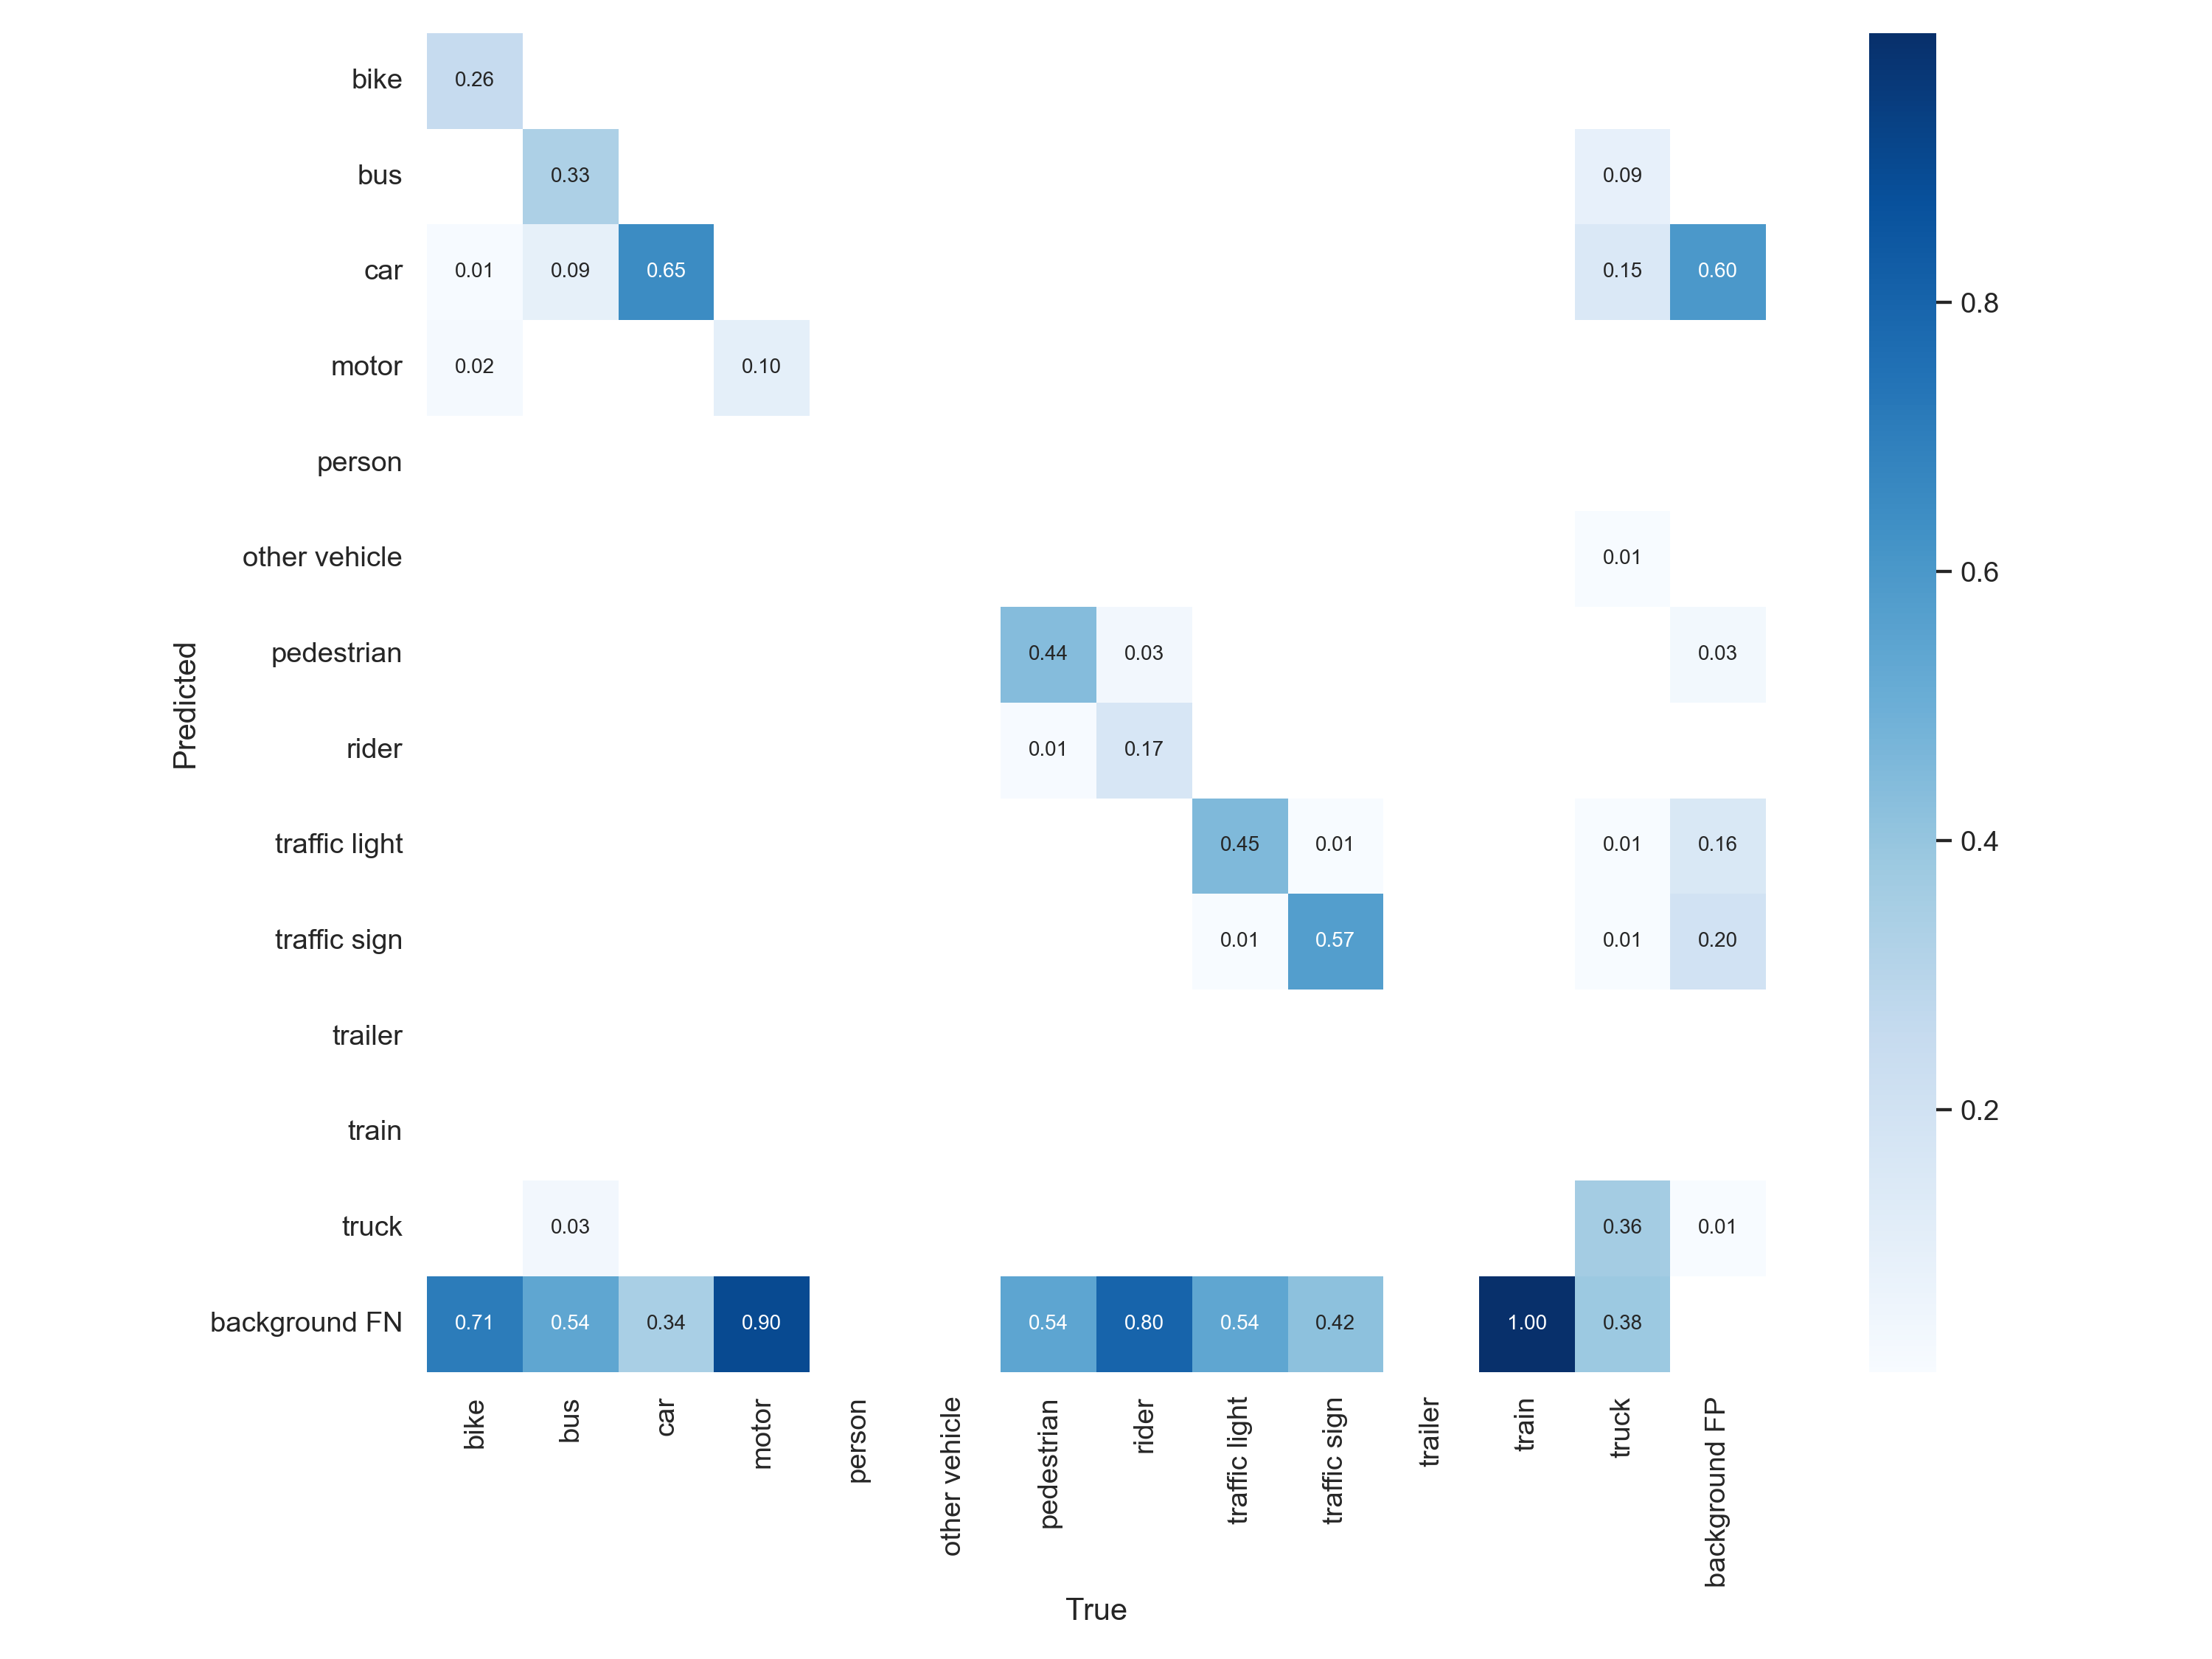 bike 0.26
bus 0.33 0.09
car 0.01 0.09 0.65 0.15 0.60
0.8
motor 0.02 0.10
person
other vehicle 0.01
0.6
Predicted
pedestrian 0.44 0.03 0.03
rider 0.01 0.17
traffic light 0.45 0.01 0.01 0.16
0.4
traffic sign 0.01 0.57 0.01 0.20
trailer
train
0.2
truck 0.03 0.36 0.01
background FN 0.71 0.54 0.34 0.90 0.54 0.80 0.54 0.42 1.00 0.38
bike
bus
car
motor
person
other vehicle
pedestrian
rider
traffic light
traffic sign
trailer
train
truck
background FP
True